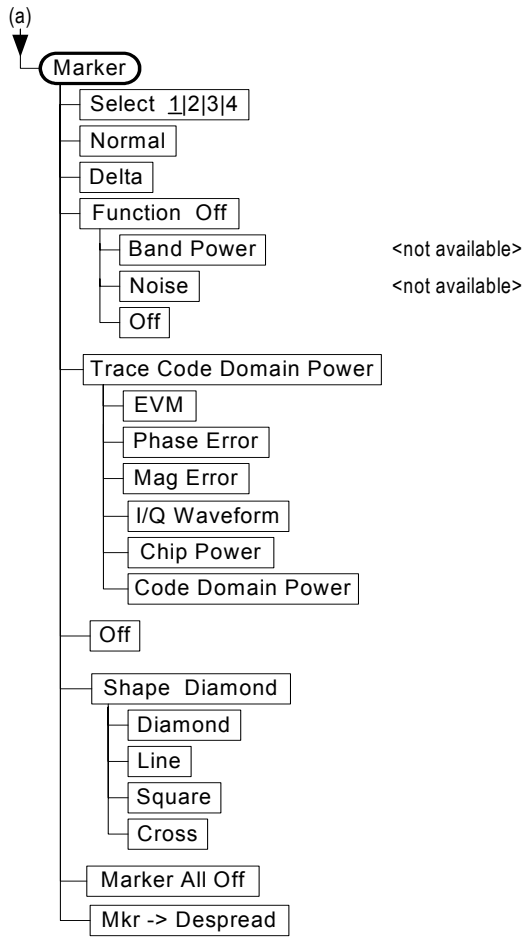 (a)
Marker
Select 1|2|3|4
Normal
Delta
Function Off
Band Power <not available>
Noise <not available>
Off
Trace Code Domain Power
EVM
Phase Error
Mag Error
I/Q Waveform
Chip Power
Code Domain Power
Off
Shape Diamond
Diamond
Line
Square
Cross
Marker All Off
Mkr -> Despread